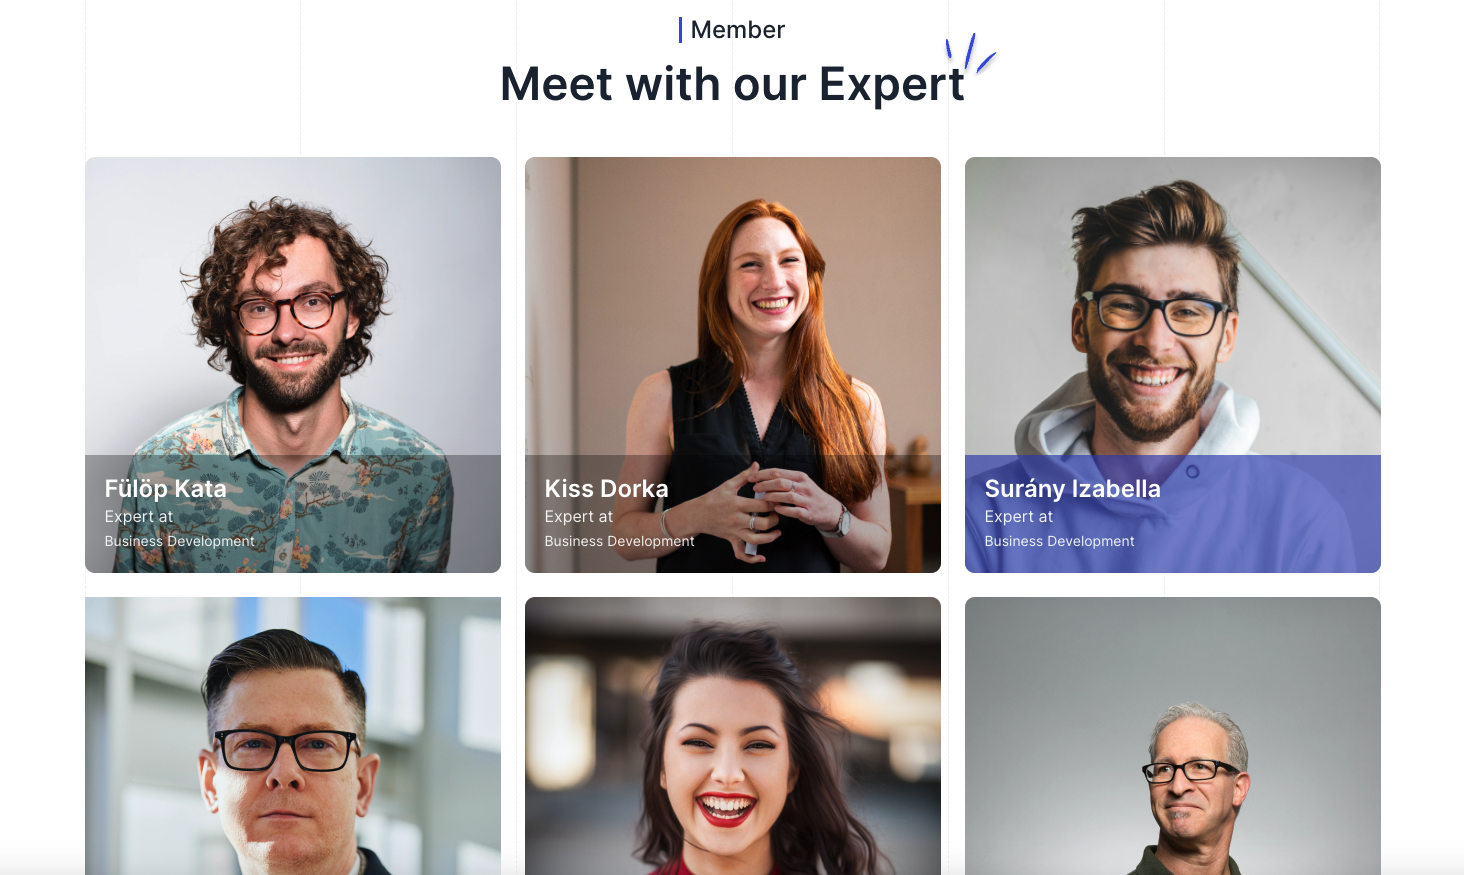 Member
Meet with our Expert
Fülöp Kata
Expert at
Business Development
Kiss Dorka
Expert at
Business Development
Surány Izabella
Expert at
Business Development